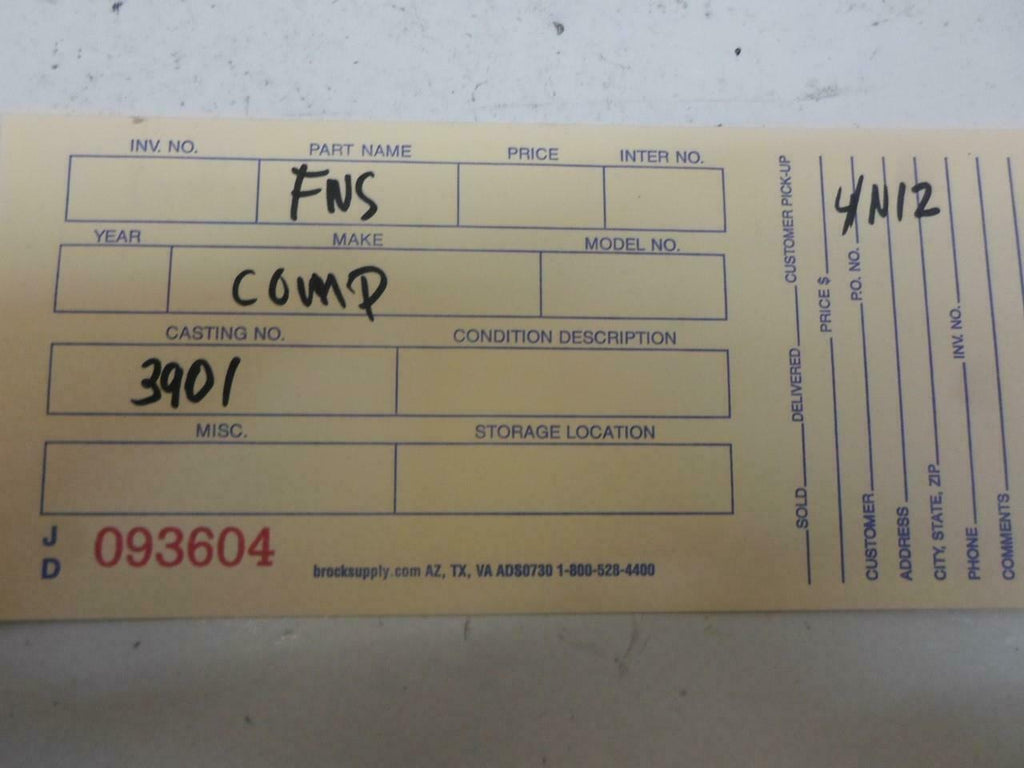 INV. NO. PART NAME PRICE INTER NO.
FNS
YEAR MAKE MODEL NO.
COMP
CASTING NO. CONDITION DESCRIPTION
3901
MISC. STORAGE LOCATION
J
D
093604
brocksupply.com AZ, TX, VA ADS0730 1-800-528-4400
SOLD DELIVERED CUSTOMER PICK-UP
PRICE $
CUSTOMER P.O. NO.
ADDRESS
CITY, STATE, ZIP
PHONE INV. NO.
COMMENTS
4N12